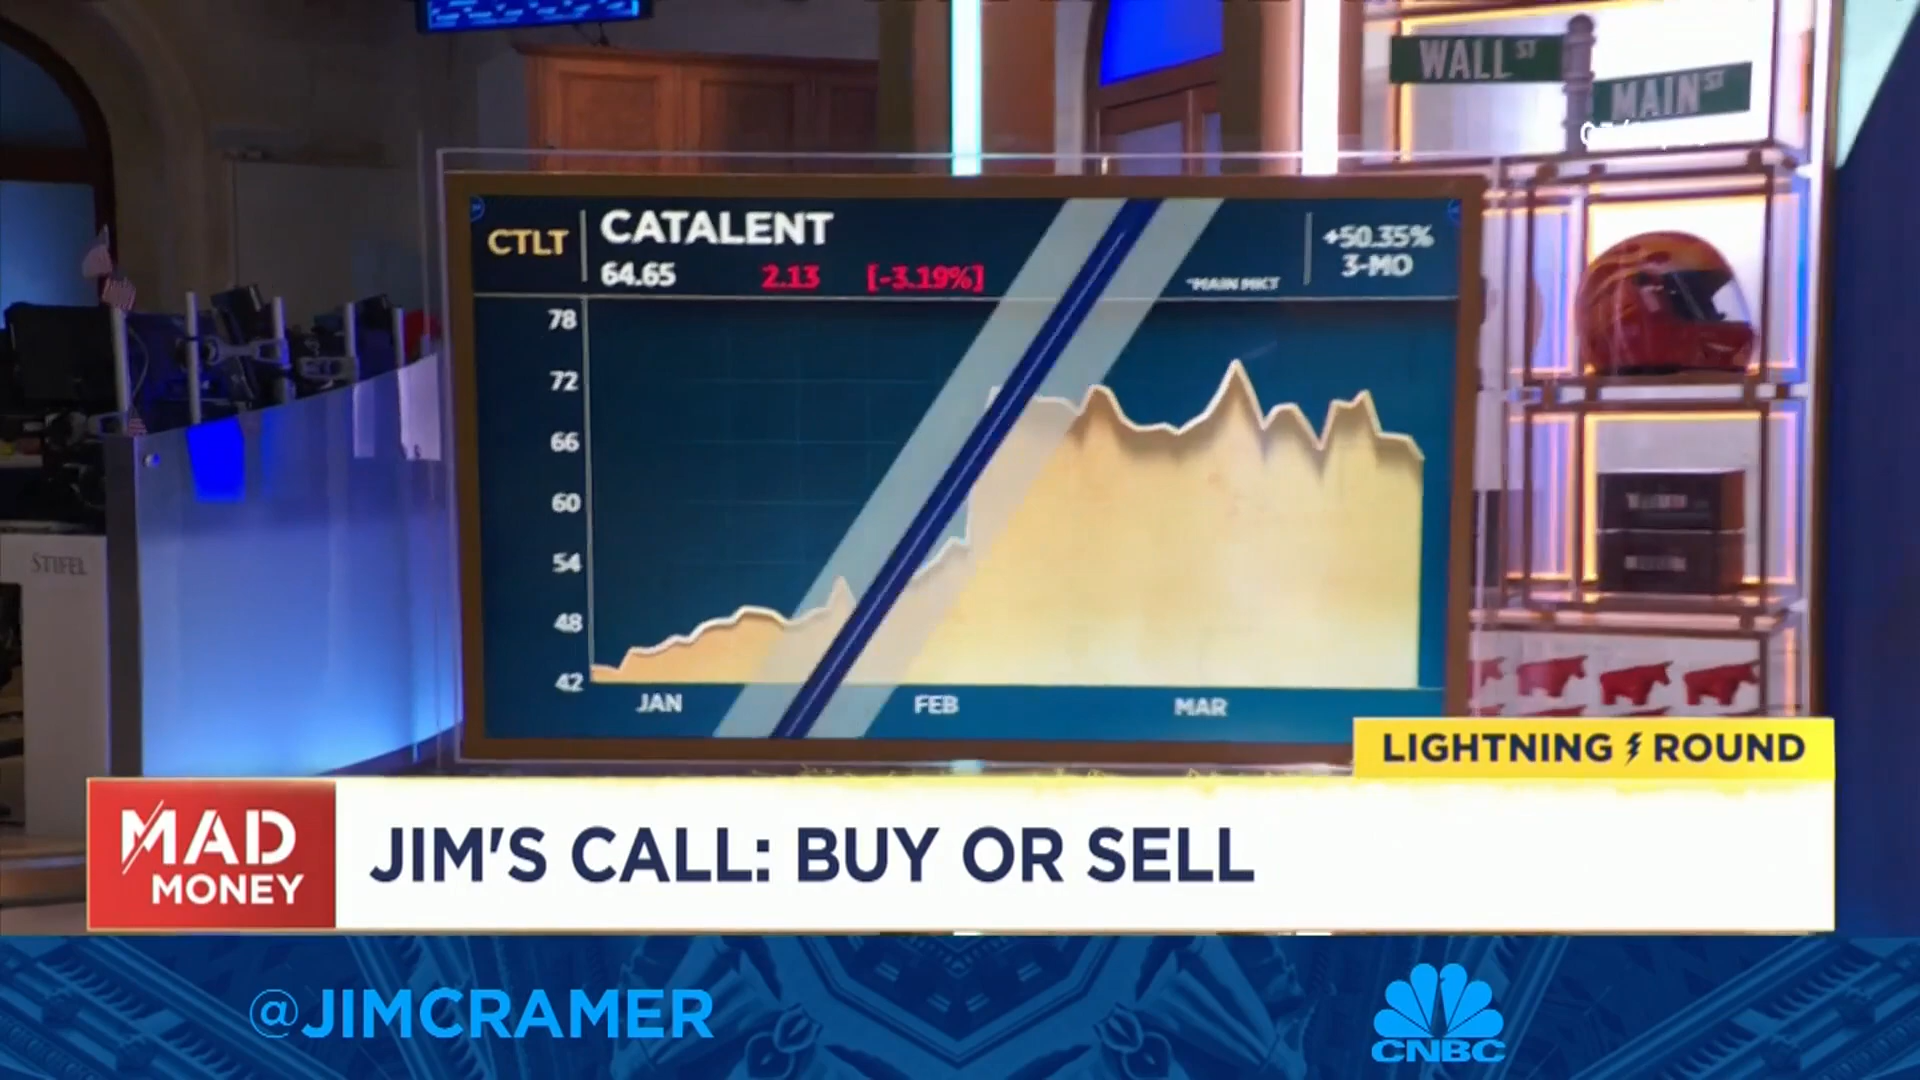 WALL ST
MAIN ST
CTLT
CATALENT
64.65 2.13 [-3.19%]
*MAIN MKT
+50.35%
3-MO
78
72
66
60
54
48
42
JAN FEB MAR
STIFEL
LIGHTNING ROUND
MAD
MONEY
JIM'S CALL: BUY OR SELL
@JIMCRAMER
CNBC